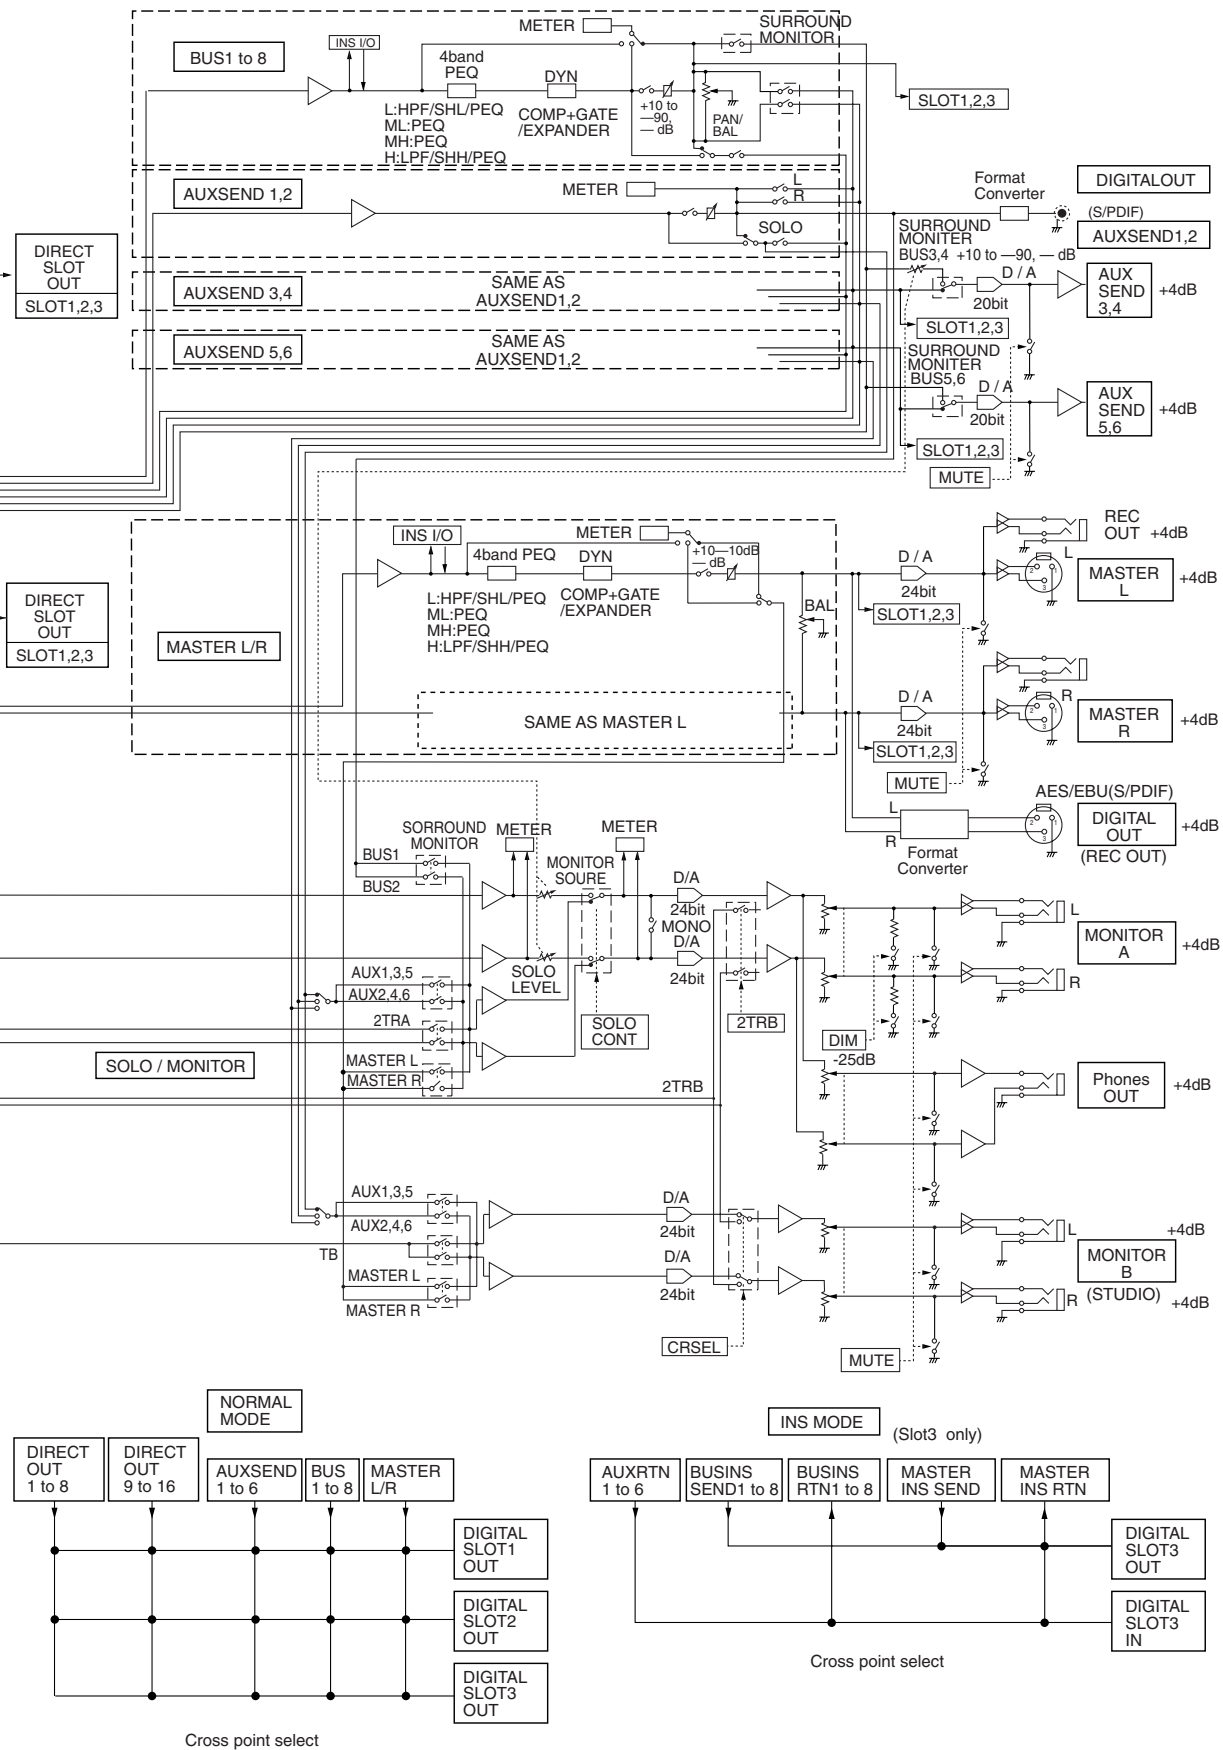 BUS1 to 8
INS I/O
METER
SURROUND
MONITOR
4band
PEQ
DYN
L:HPF/SHL/PEQ
ML:PEQ
MH:PEQ
H:LPF/SHH/PEQ
COMP+GATE
/EXPANDER
+10 to
—90,
— dB
PAN/
BAL
SLOT1,2,3
AUXSEND 1,2
METER
L
R
SOLO
Format
Converter
DIGITALOUT
(S/PDIF)
AUXSEND1,2
DIRECT
SLOT
OUT
SLOT1,2,3
SURROUND
MONITER
BUS3,4 +10 to —90, — dB
AUXSEND 3,4
SAME AS
AUXSEND1,2
D / A
20bit
AUX
SEND
3,4
+4dB
SLOT1,2,3
AUXSEND 5,6
SAME AS
AUXSEND1,2
SURROUND
MONITER
BUS5,6
D / A
20bit
AUX
SEND
5,6
+4dB
SLOT1,2,3
MUTE
INS I/O
METER
4band PEQ
DYN
+10—10dB
— dB
L:HPF/SHL/PEQ
ML:PEQ
MH:PEQ
H:LPF/SHH/PEQ
COMP+GATE
/EXPANDER
BAL
D / A
24bit
SLOT1,2,3
REC
OUT
+4dB
L
2
1
3
MASTER
L
+4dB
DIRECT
SLOT
OUT
SLOT1,2,3
MASTER L/R
SAME AS MASTER L
D / A
24bit
SLOT1,2,3
MUTE
R
2
1
3
MASTER
R
+4dB
AES/EBU(S/PDIF)
L
R
Format
Converter
2
1
3
DIGITAL
OUT
(REC OUT)
+4dB
SORROUND
MONITOR
METER
METER
BUS1
BUS2
MONITOR
SOURE
D/A
24bit
MONO
D/A
24bit
SOLO
LEVEL
L
MONITOR
A
+4dB
R
AUX1,3,5
AUX2,4,6
2TRA
SOLO
CONT
2TRB
DIM
-25dB
SOLO / MONITOR
MASTER L
MASTER R
2TRB
Phones
OUT
+4dB
AUX1,3,5
AUX2,4,6
TB
MASTER L
MASTER R
D/A
24bit
D/A
24bit
CRSEL
MUTE
L
+4dB
MONITOR
B
(STUDIO)
R
+4dB
NORMAL
MODE
DIRECT
OUT
1 to 8
DIRECT
OUT
9 to 16
AUXSEND
1 to 6
BUS
1 to 8
MASTER
L/R
DIGITAL
SLOT1
OUT
DIGITAL
SLOT2
OUT
DIGITAL
SLOT3
OUT
Cross point select
INS MODE
(Slot3 only)
AUXRTN
1 to 6
BUSINS
SEND1 to 8
BUSINS
RTN1 to 8
MASTER
INS SEND
MASTER
INS RTN
DIGITAL
SLOT3
OUT
DIGITAL
SLOT3
IN
Cross point select